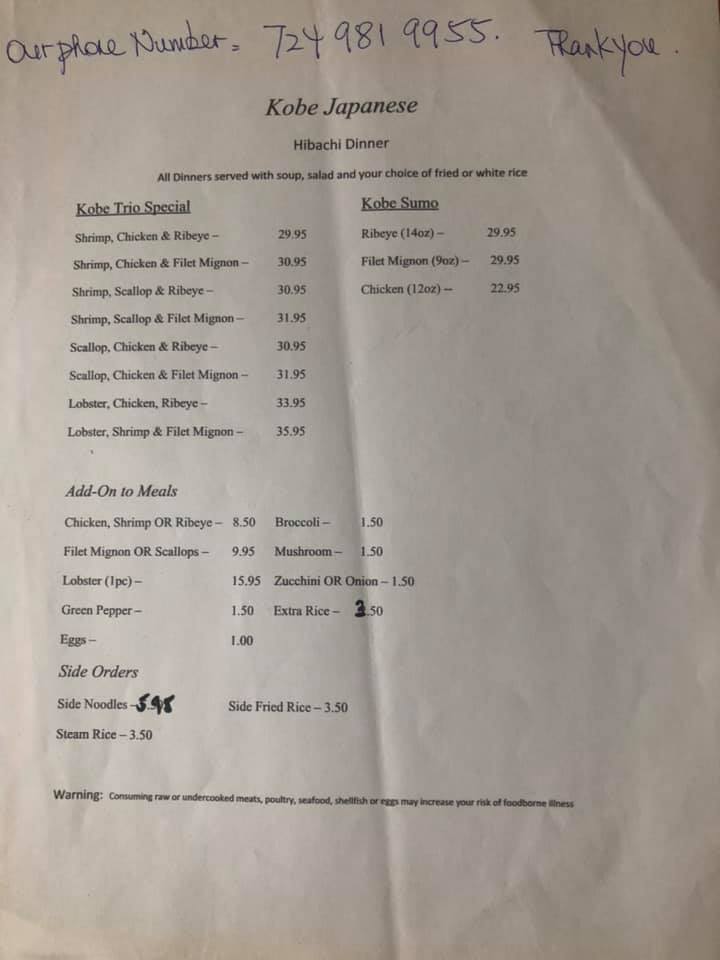 Our phone Number = 724 981 9955. Thank you.
Kobe Japanese
Hibachi Dinner
All Dinners served with soup, salad and your choice of fried or white rice
Kobe Trio Special
Shrimp, Chicken & Ribeye – 29.95
Shrimp, Chicken & Filet Mignon – 30.95
Shrimp, Scallop & Ribeye – 30.95
Shrimp, Scallop & Filet Mignon – 31.95
Scallop, Chicken & Ribeye – 30.95
Scallop, Chicken & Filet Mignon – 31.95
Lobster, Chicken, Ribeye – 33.95
Lobster, Shrimp & Filet Mignon – 35.95
Kobe Sumo
Ribeye (14oz) – 29.95
Filet Mignon (9oz) – 29.95
Chicken (12oz) – 22.95
Add-On to Meals
Chicken, Shrimp OR Ribeye – 8.50 Broccoli – 1.50
Filet Mignon OR Scallops – 9.95 Mushroom – 1.50
Lobster (1pc) – 15.95 Zucchini OR Onion – 1.50
Green Pepper – 1.50 Extra Rice – 3.50
Eggs – 1.00
Side Orders
Side Noodles – 5.95 Side Fried Rice – 3.50
Steam Rice – 3.50
Warning: Consuming raw or undercooked meats, poultry, seafood, shellfish or eggs may increase your risk of foodborne illness